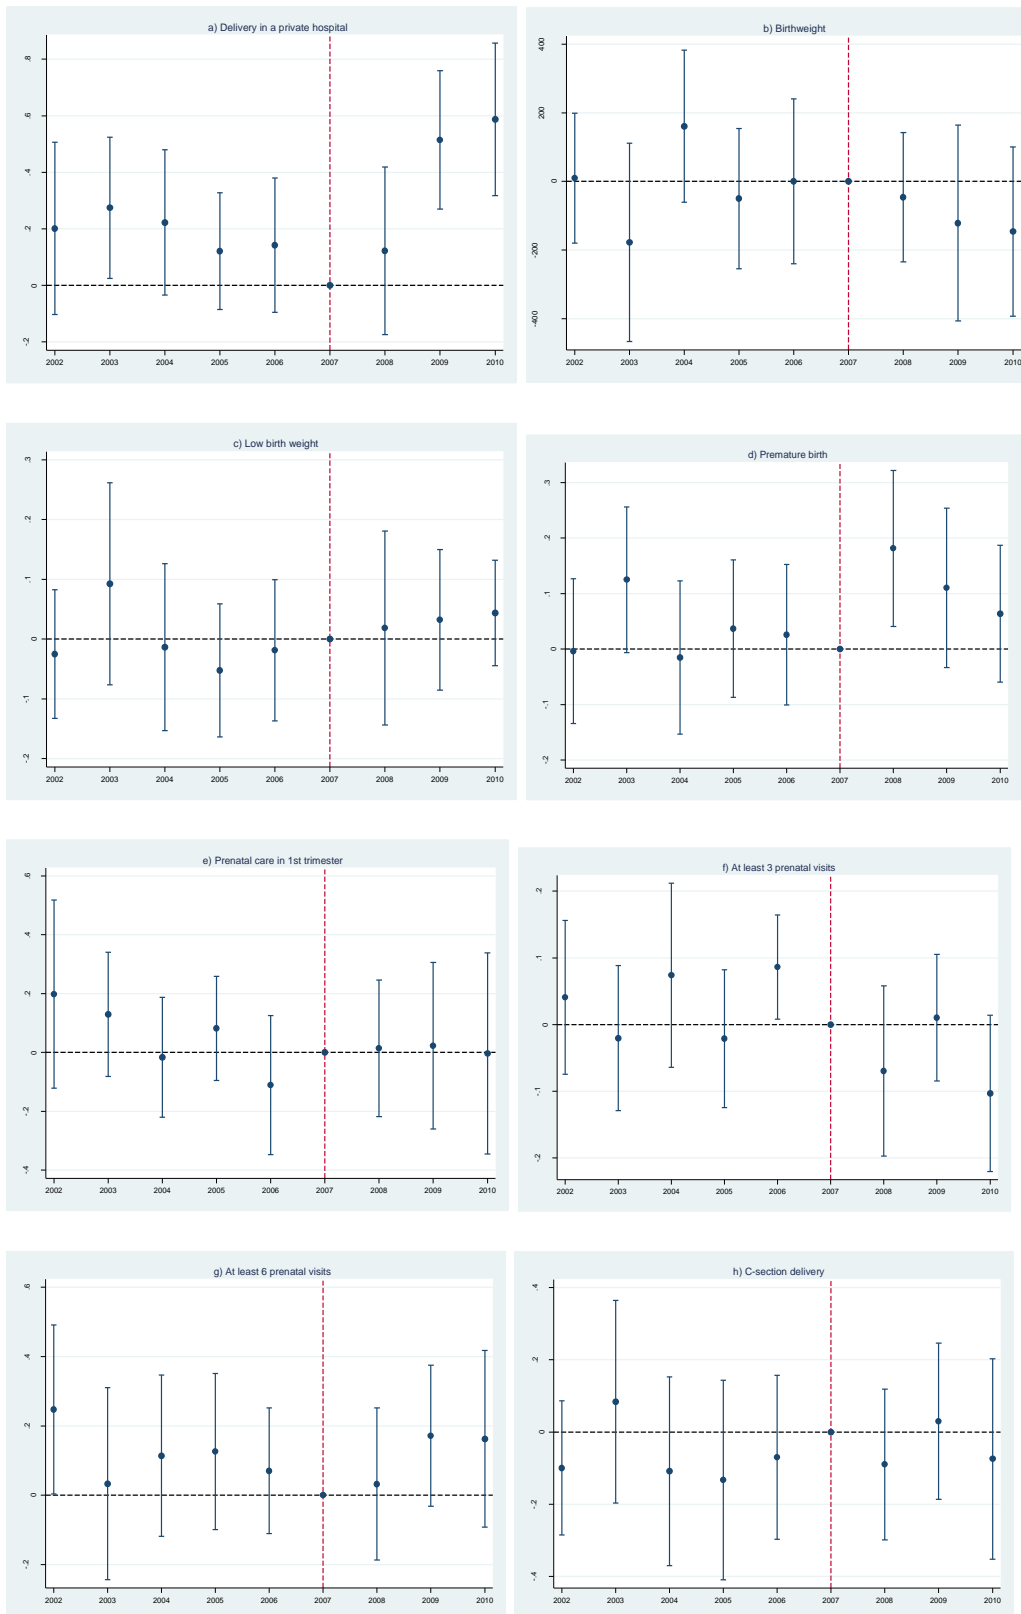 a) Delivery in a private hospital
.8
.6
.4
.2
0
-.2
2002 2003 2004 2005 2006 2007 2008 2009 2010
b) Birthweight
400
200
0
-200
-400
2002 2003 2004 2005 2006 2007 2008 2009 2010
c) Low birth weight
.3
.2
.1
0
-.1
-.2
2002 2003 2004 2005 2006 2007 2008 2009 2010
d) Premature birth
.3
.2
.1
0
-.1
-.2
2002 2003 2004 2005 2006 2007 2008 2009 2010
e) Prenatal care in 1st trimester
.6
.4
.2
0
-.2
-.4
2002 2003 2004 2005 2006 2007 2008 2009 2010
f) At least 3 prenatal visits
.2
.1
0
-.1
-.2
2002 2003 2004 2005 2006 2007 2008 2009 2010
g) At least 6 prenatal visits
.6
.4
.2
0
-.2
2002 2003 2004 2005 2006 2007 2008 2009 2010
h) C-section delivery
.4
.2
0
-.2
-.4
2002 2003 2004 2005 2006 2007 2008 2009 2010